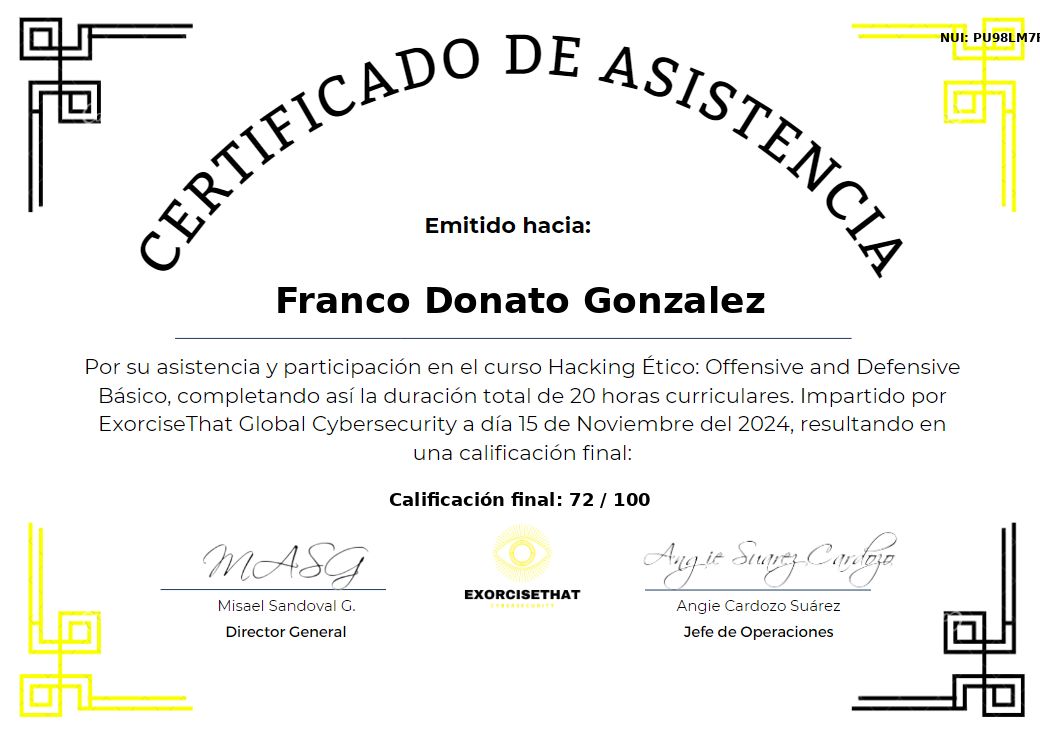 NUI: PU98LM7
CERTIFICADO DE ASISTENCIA
Emitido hacia:
Franco Donato Gonzalez
Por su asistencia y participación en el curso Hacking Ético: Offensive and Defensive
Básico, completando así la duración total de 20 horas curriculares. Impartido por
ExorciseThat Global Cybersecurity a día 15 de Noviembre del 2024, resultando en
una calificación final:
Calificación final: 72 / 100
MASG
Angie Suarez Cardozo
EXORCISETHAT
CYBERSECURITY
Misael Sandoval G.
Angie Cardozo Suárez
Director General
Jefe de Operaciones